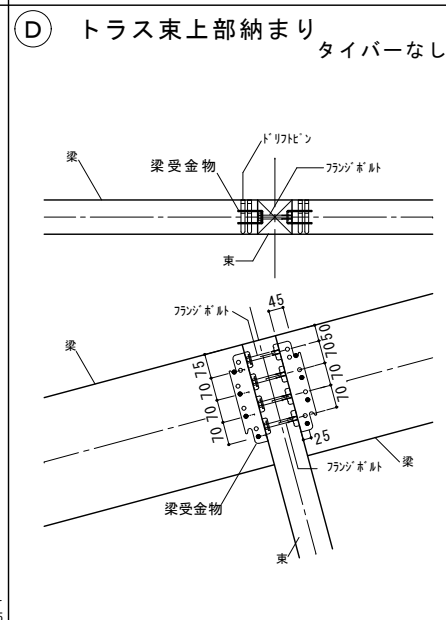 D トラス束上部納まり
タイバーなし
ドリフトピン
梁
梁受金物
フランジボルト
束
45
フランジボルト
梁
50
75
70
70
70
70
70
70
25
梁
フランジボルト
梁受金物
束